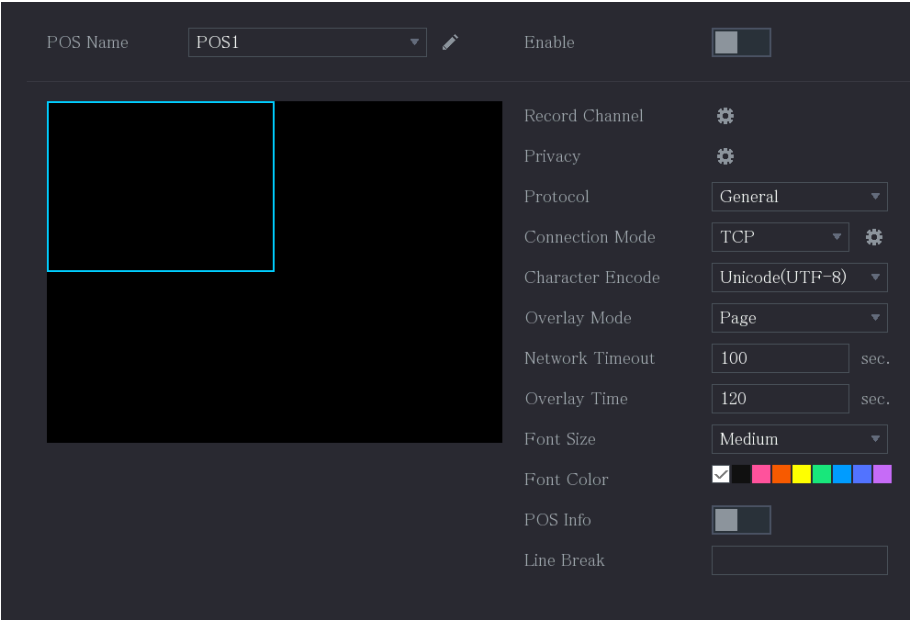 POS Name POS1 Enable
Record Channel
Privacy
Protocol General
Connection Mode TCP
Character Encode Unicode(UTF-8)
Overlay Mode Page
Network Timeout 100 sec.
Overlay Time 120 sec.
Font Size Medium
Font Color
POS Info
Line Break